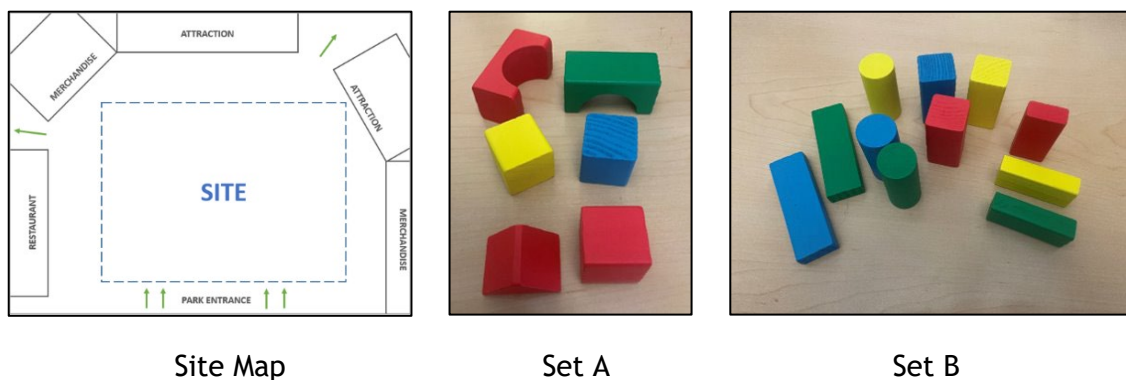 ATTRACTION
MERCHANDISE
ATTRACTION
SITE
RESTAURANT
MERCHANDISE
PARK ENTRANCE
Site Map
Set A
Set B